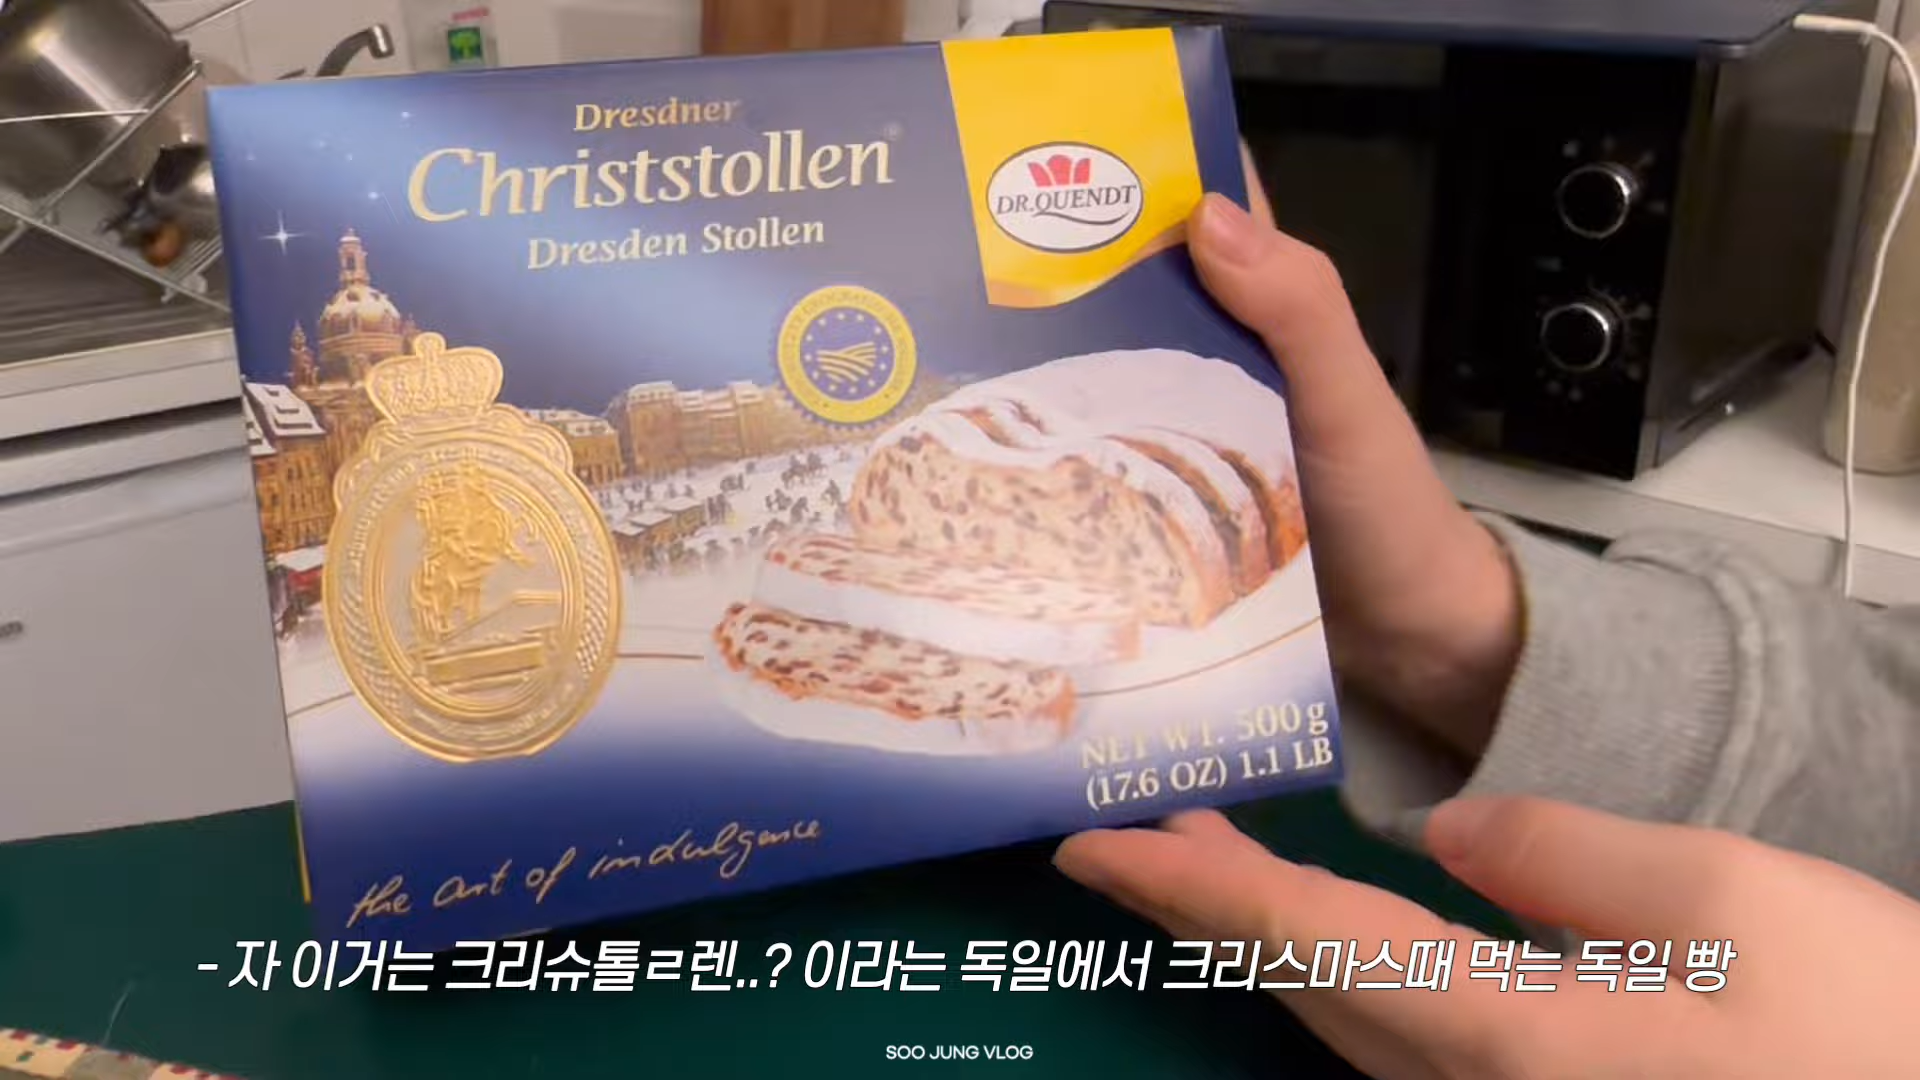 Dresdner
Christstollen®
Dresden Stollen
DR.QUENDT
NET WT. 500g
(17.6 OZ) 1.1 LB
the art of indulgence
- 자 이거는 크리슈톨ㄹ렌..? 이라는 독일에서 크리스마스때 먹는 독일 빵
SOO JUNG VLOG